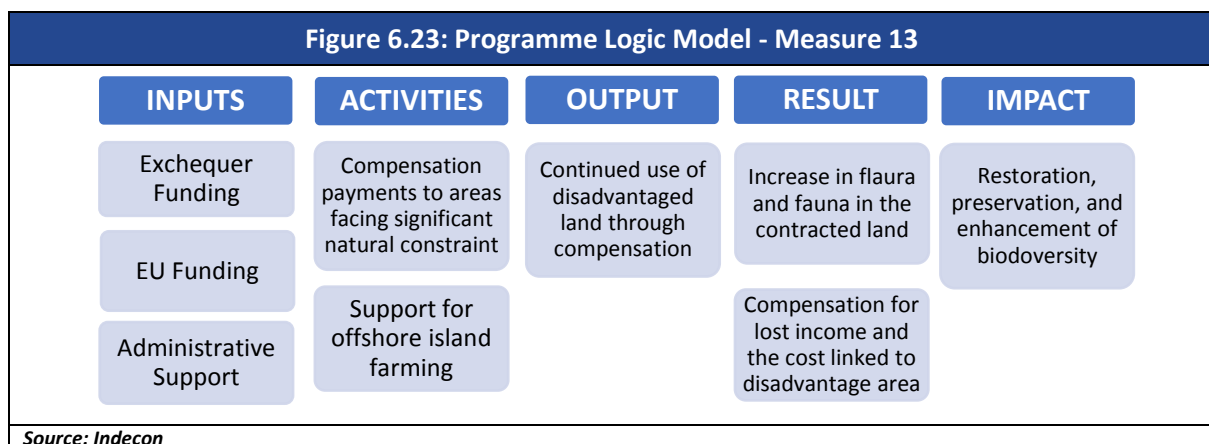 Figure 6.23: Programme Logic Model - Measure 13
INPUTS
Exchequer
Funding
EU Funding
Administrative
Support
ACTIVITIES
Compensation
payments to areas
facing significant
natural constraint
Support for
offshore island
farming
OUTPUT
Continued use of
disadvantaged
land through
compensation
RESULT
Increase in flaura
and fauna in the
contracted land
Compensation for
lost income and
the cost linked to
disadvantage area
IMPACT
Restoration,
preservation, and
enhancement of
biodoversity
Source: Indecon